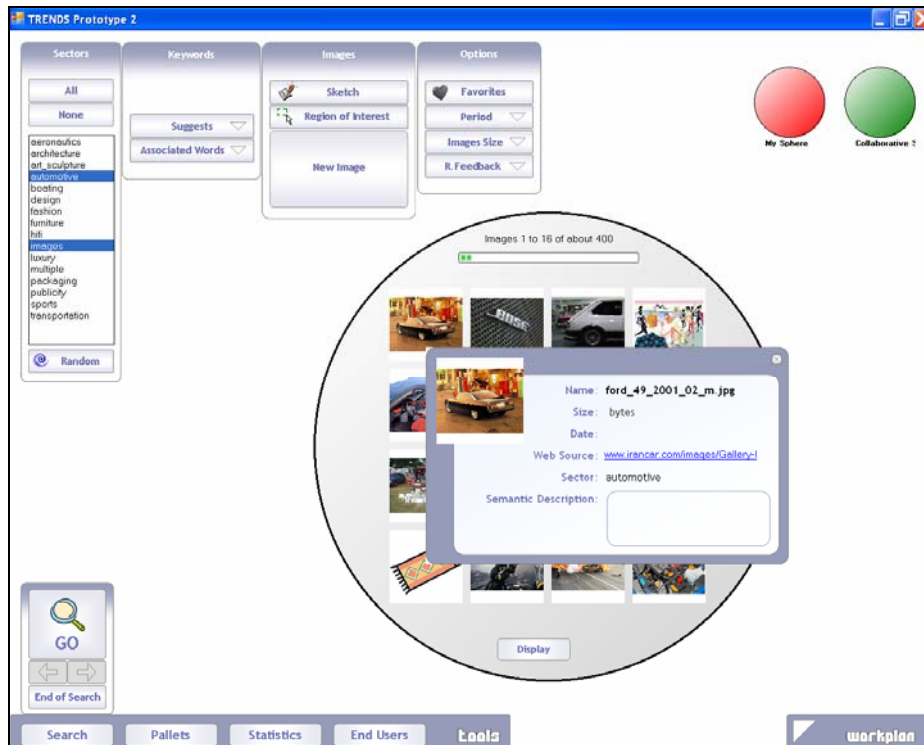 TRENDS Prototype 2
Sectors
All
None
aeronautics
architecture
art_sculpture
automotive
boating
design
fashion
furniture
hifi
images
luxury
multiple
packaging
publicity
sports
transportation
Random
Keywords
Suggests
Associated Words
Images
Sketch
Region of Interest
New Image
Options
Favorites
Period
Images Size
R. Feedback
My Sphere
Collaborative S
Images 1 to 16 of about 400
BOSE
Name: ford_49_2001_02_m.jpg
Size: bytes
Date:
Web Source: www.irancar.com/images/Gallery-I
Sector: automotive
Semantic Description:
Display
GO
End of Search
Search
Pallets
Statistics
End Users
tools
workplan